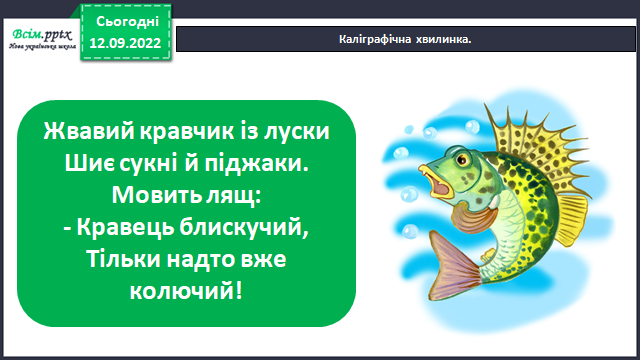 Всім.pptx
Нова українська школа
Сьогодні
12.09.2022
Каліграфічна хвилинка.
Жвавий кравчик із луски
Шиє сукні й піджаки.
Мовить лящ:
- Кравець блискучий,
Тільки надто вже
колючий!